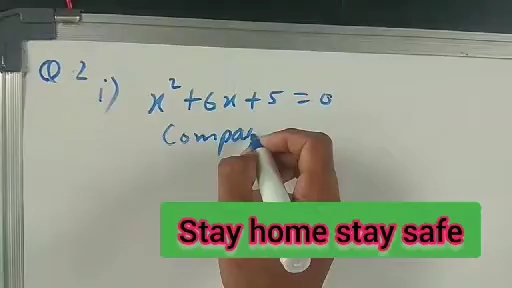 Q 2
i) x² + 6x + 5 = 0
Compa
Stay home stay safe